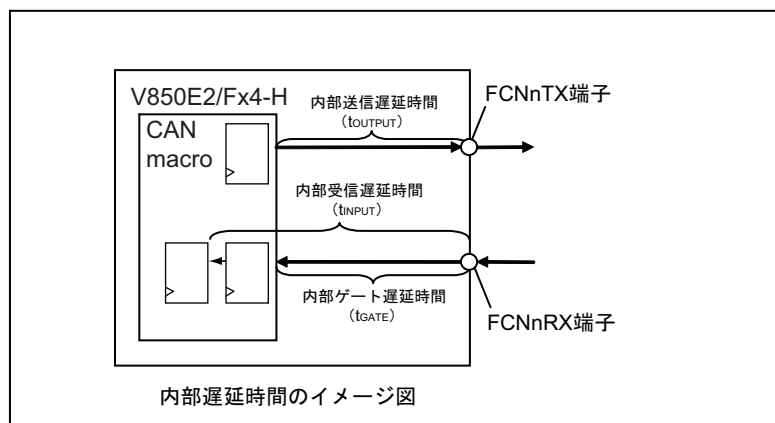 V850E2/Fx4-H
CAN
macro
内部送信遅延時間
（tOUTPUT）
FCNnTX端子
内部受信遅延時間
（tINPUT）
内部ゲート遅延時間
（tGATE）
FCNnRX端子
内部遅延時間のイメージ図